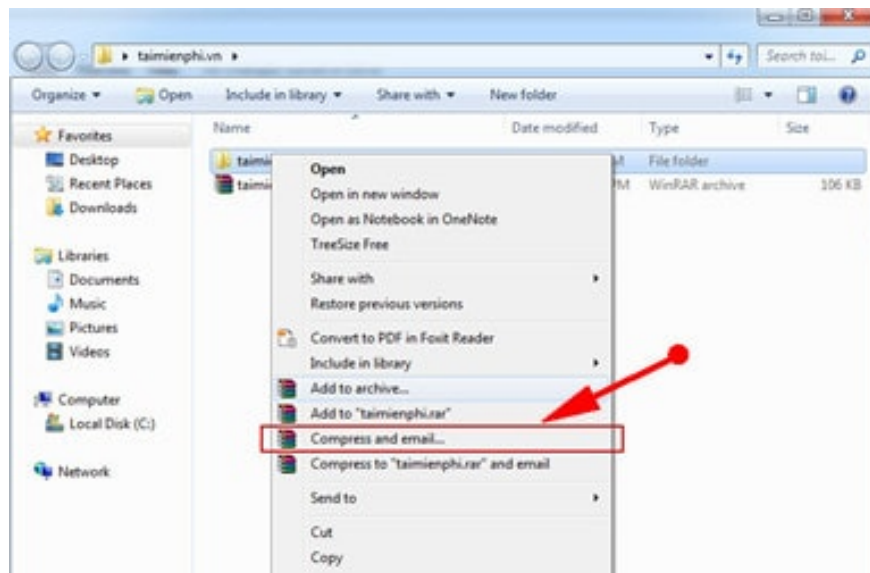 taimienphi.vn
Search tai...
Organize
Open
Include in library
Share with
New folder
Name
Date modified
Type
Size
Favorites
Desktop
Recent Places
Downloads
Libraries
Documents
Music
Pictures
Videos
Computer
Local Disk (C:)
Network
File folder
WinRAR archive
106 KB
Open
Open in new window
Open as Notebook in OneNote
TreeSize Free
Share with
Restore previous versions
Convert to PDF in Foxit Reader
Include in library
Add to archive...
Add to "taimienphi.rar"
Compress and email...
Compress to "taimienphi.rar" and email
Send to
Cut
Copy